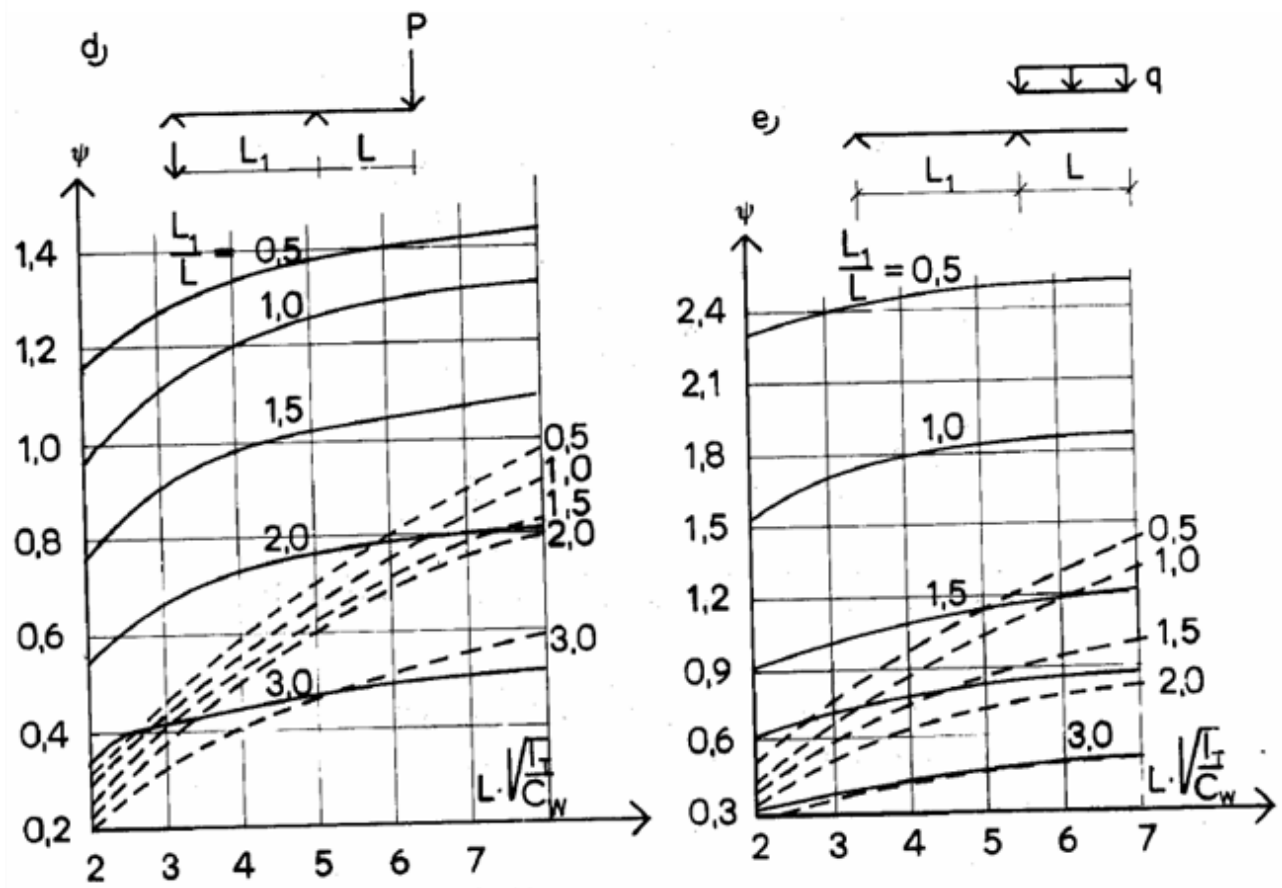 d)
P
L₁ L
ψ
L₁/L = 0,5
1,0
1,5
2,0
3,0
0,5
1,0
1,5
2,0
3,0
1,4
1,2
1,0
0,8
0,6
0,4
0,2
2 3 4 5 6 7
L·√(I_T/C_w)
e)
q
L₁ L
ψ
L₁/L = 0,5
1,0
1,5
3,0
0,5
1,0
1,5
2,0
2,4
2,1
1,8
1,5
1,2
0,9
0,6
0,3
2 3 4 5 6 7
L·√(I_T/C_w)